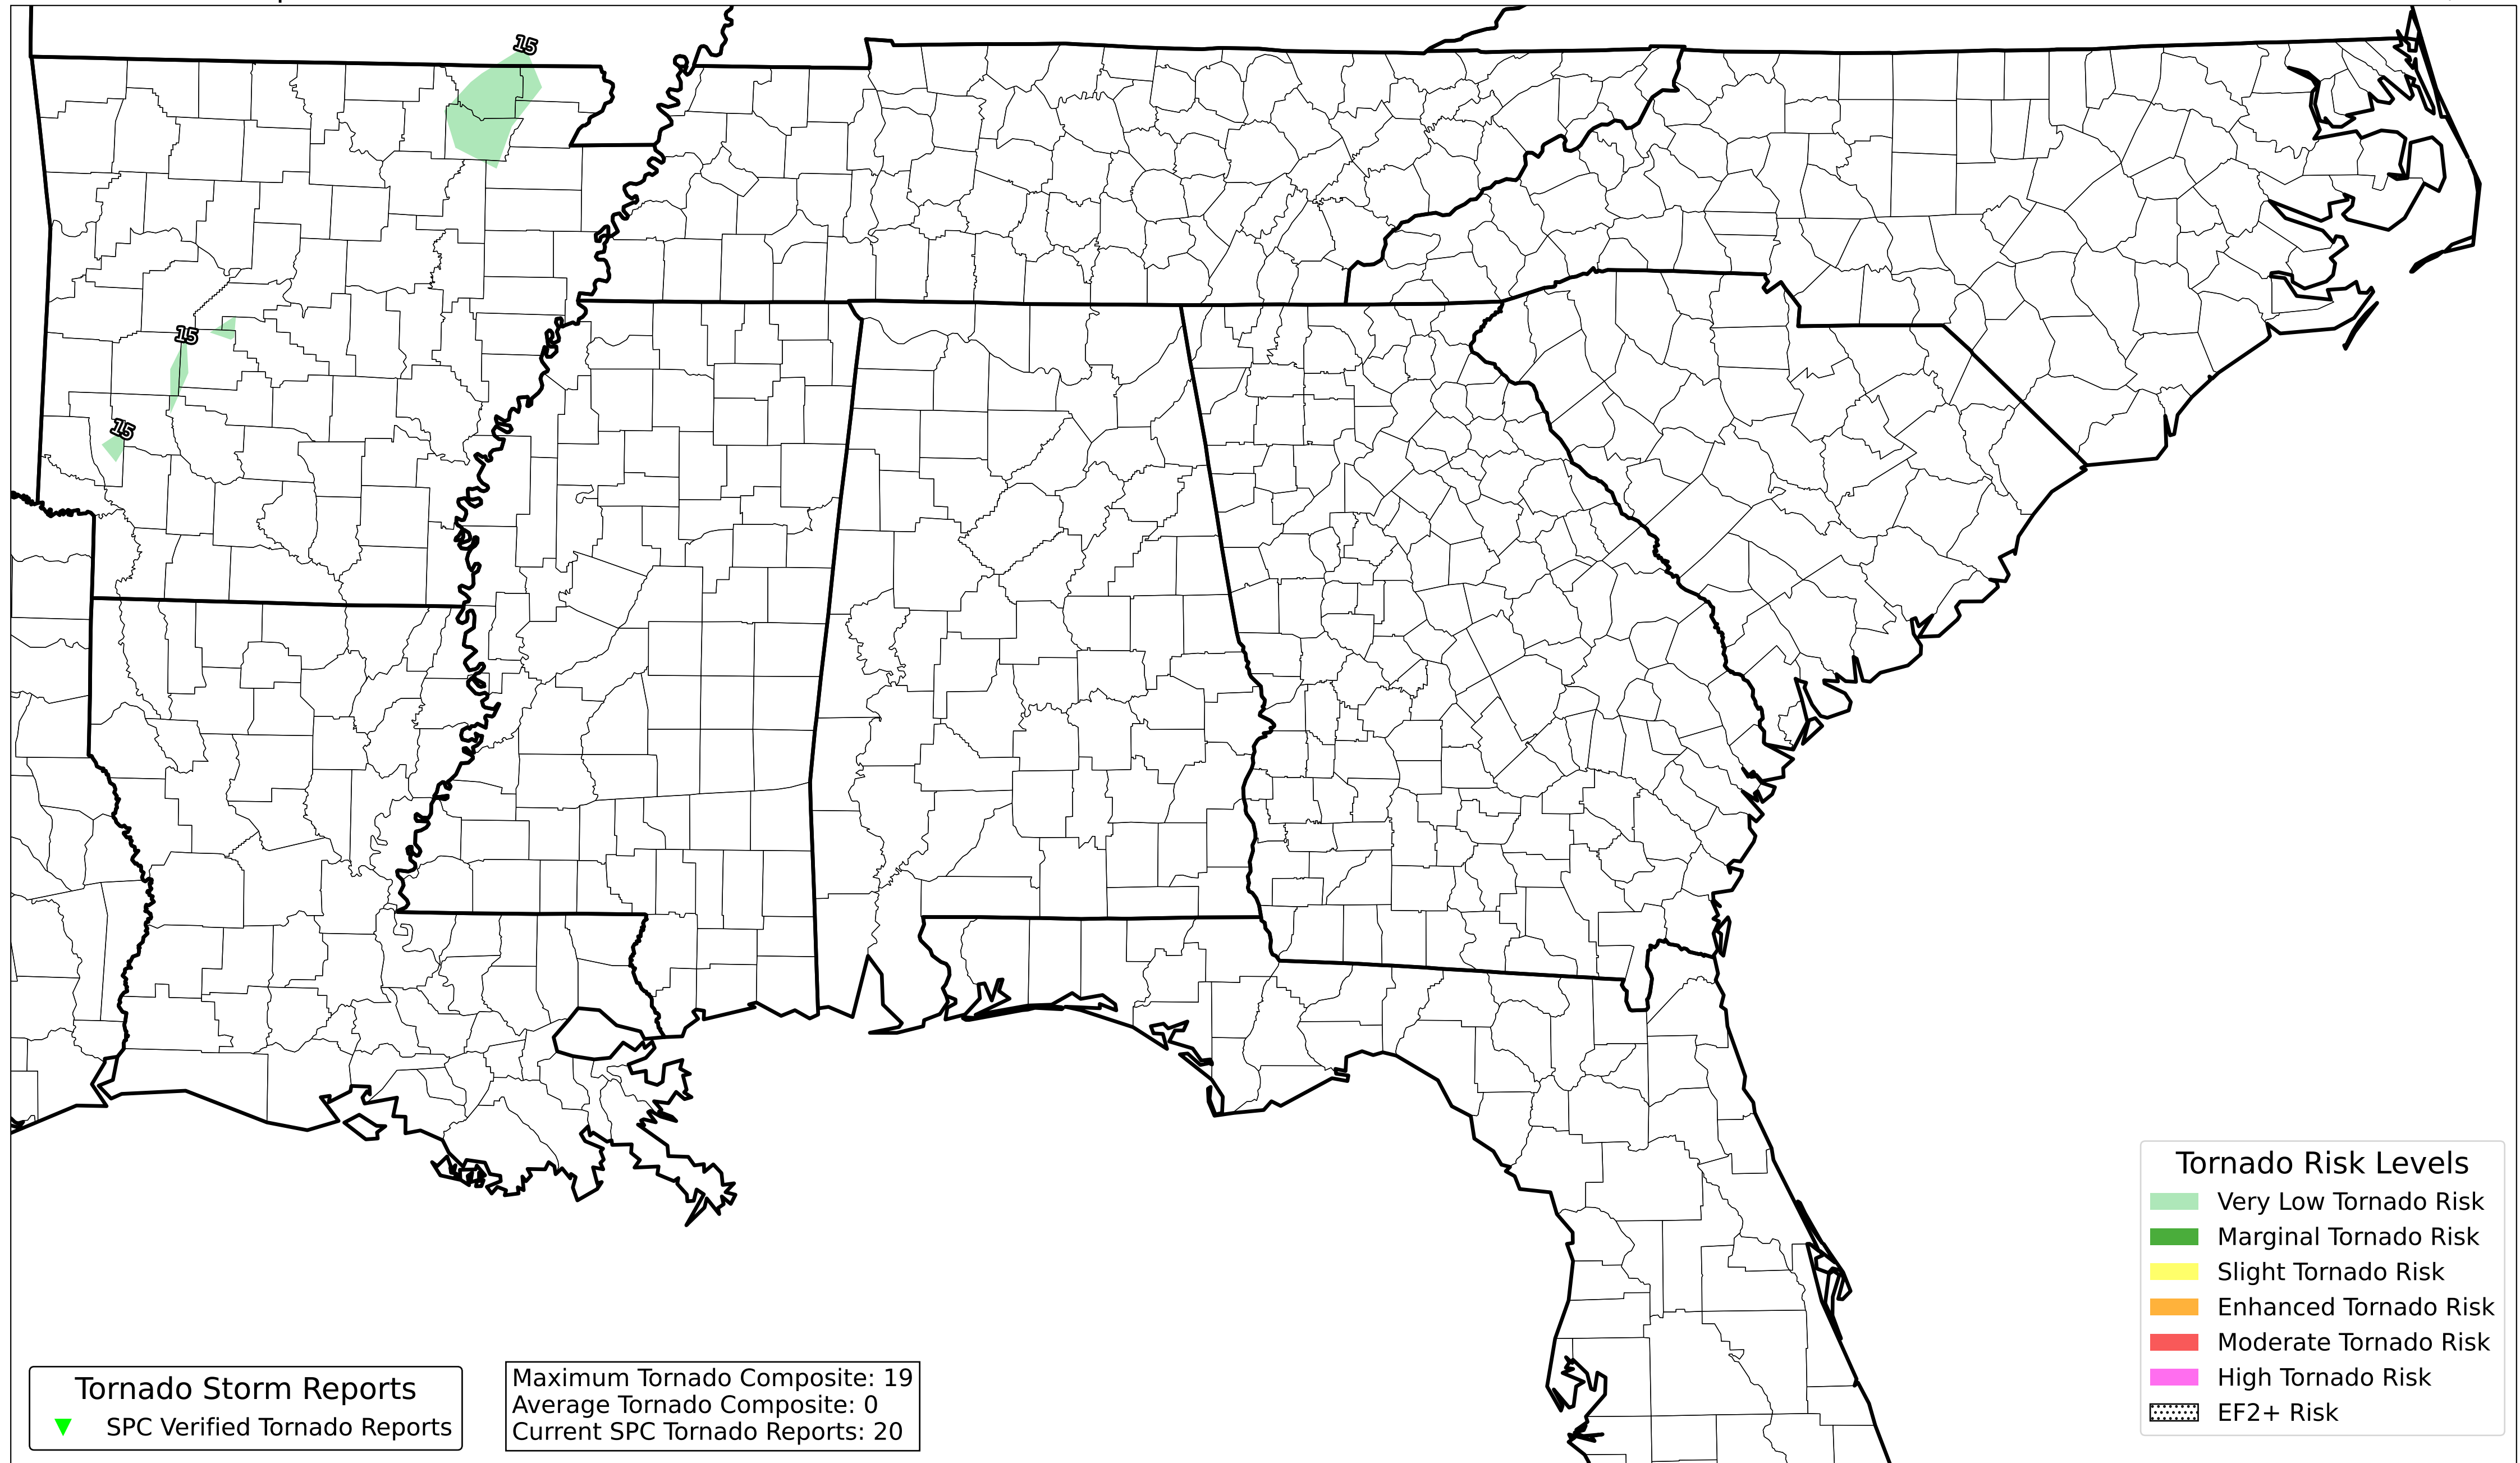 15
15
15
Tornado Risk Levels
Very Low Tornado Risk
Marginal Tornado Risk
Slight Tornado Risk
Enhanced Tornado Risk
Moderate Tornado Risk
High Tornado Risk
EF2+ Risk
Tornado Storm Reports
SPC Verified Tornado Reports
Maximum Tornado Composite: 19
Average Tornado Composite: 0
Current SPC Tornado Reports: 20